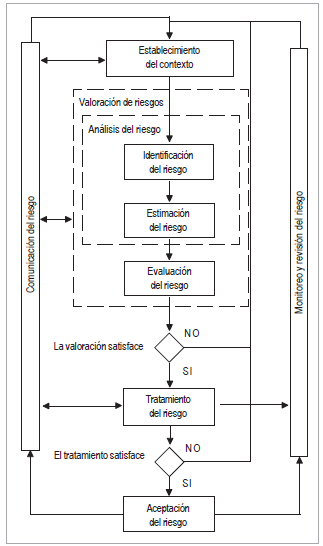 Establecimiento
del contexto
Valoración de riesgos
Análisis del riesgo
Identificación
del riesgo
Estimación
del riesgo
Evaluación
del riesgo
Comunicación del riesgo
Monitoreo y revisión del riesgo
NO
La valoración satisface
SI
Tratamiento
del riesgo
NO
El tratamiento satisface
SI
Aceptación
del riesgo